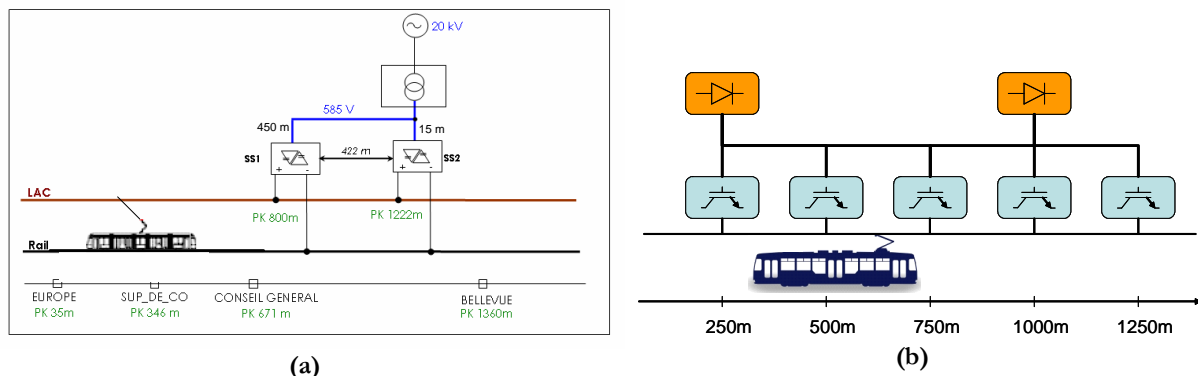 20 kV
585 V
450 m
15 m
SS1
422 m
SS2
+
-
+
-
LAC
PK 800m
PK 1222m
Rail
EUROPE
PK 35m
SUP_DE_CO
PK 346 m
CONSEIL GENERAL
PK 671 m
BELLEVUE
PK 1360m
(a)
250m
500m
750m
1000m
1250m
(b)